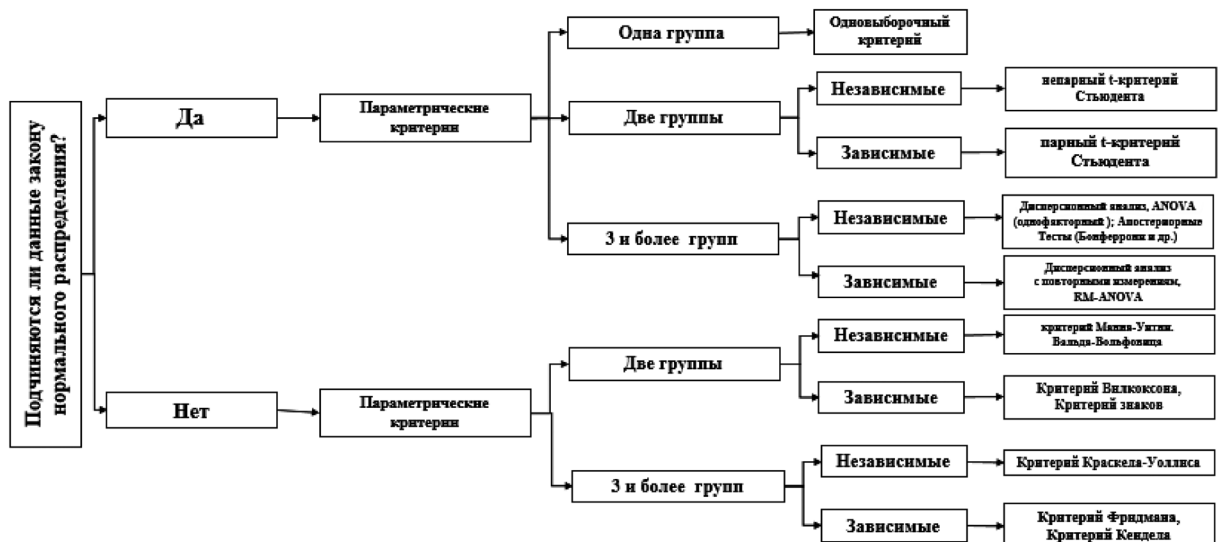 Подчиняются ли данные закону
нормального распределения?
Да
Параметрические
критерии
Одна группа
Одновыборочный
критерий
Две группы
Независимые
непарный t-критерий
Стьюдента
Зависимые
парный t-критерий
Стьюдента
3 и более групп
Независимые
Дисперсионный анализ, ANOVA
(однофакторный ); Апостериорные
Тесты (Бонферрони и др.)
Зависимые
Дисперсионный анализ
с повторными измерениям,
RM-ANOVA
Нет
Параметрические
критерии
Две группы
Независимые
критерий Манна-Уитни.
Вальда-Вольфовица
Зависимые
Критерий Вилкоксона,
Критерий знаков
3 и более групп
Независимые
Критерий Краскела-Уоллиса
Зависимые
Критерий Фридмана,
Критерий Кендела